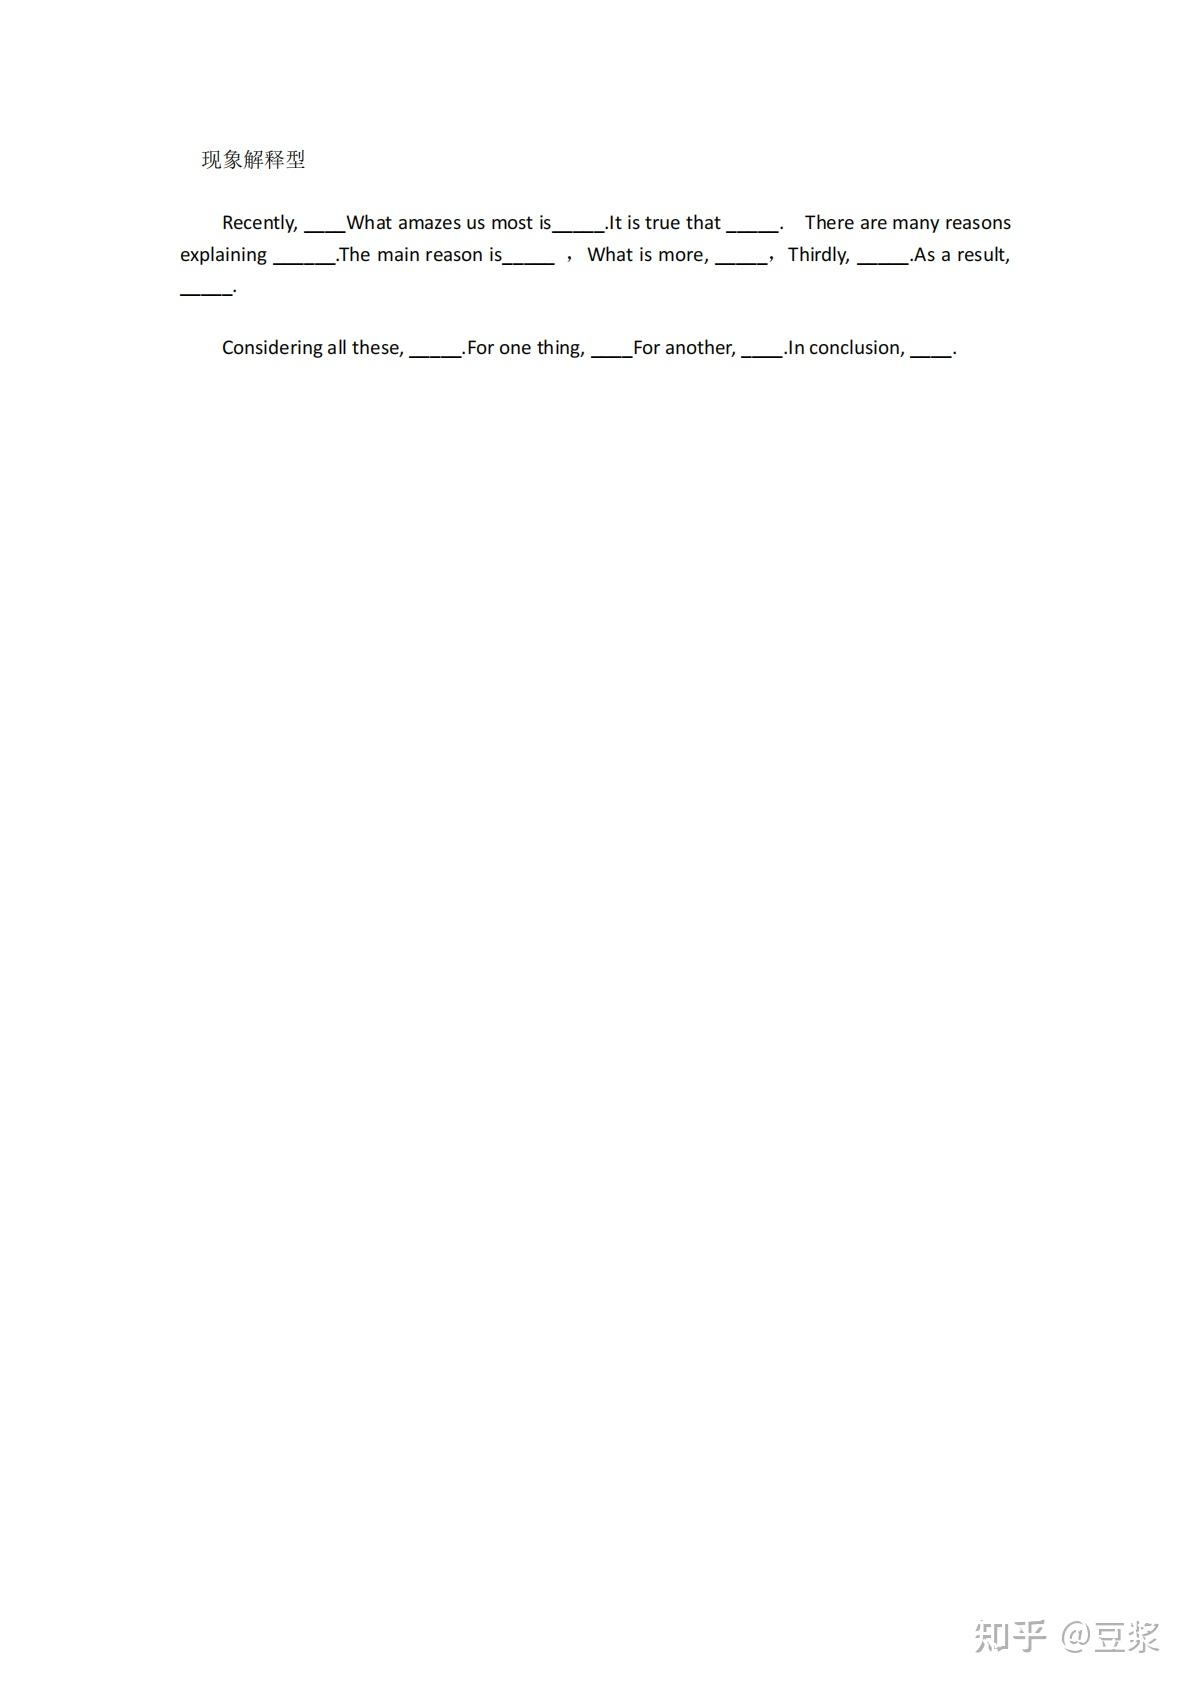 现象解释型
Recently, ____What amazes us most is_____.It is true that _____. There are many reasons
explaining ______.The main reason is_____ ，What is more, _____，Thirdly, _____.As a result,
_____.
Considering all these, _____.For one thing, ____For another, ____.In conclusion, ____.
知乎 @豆浆